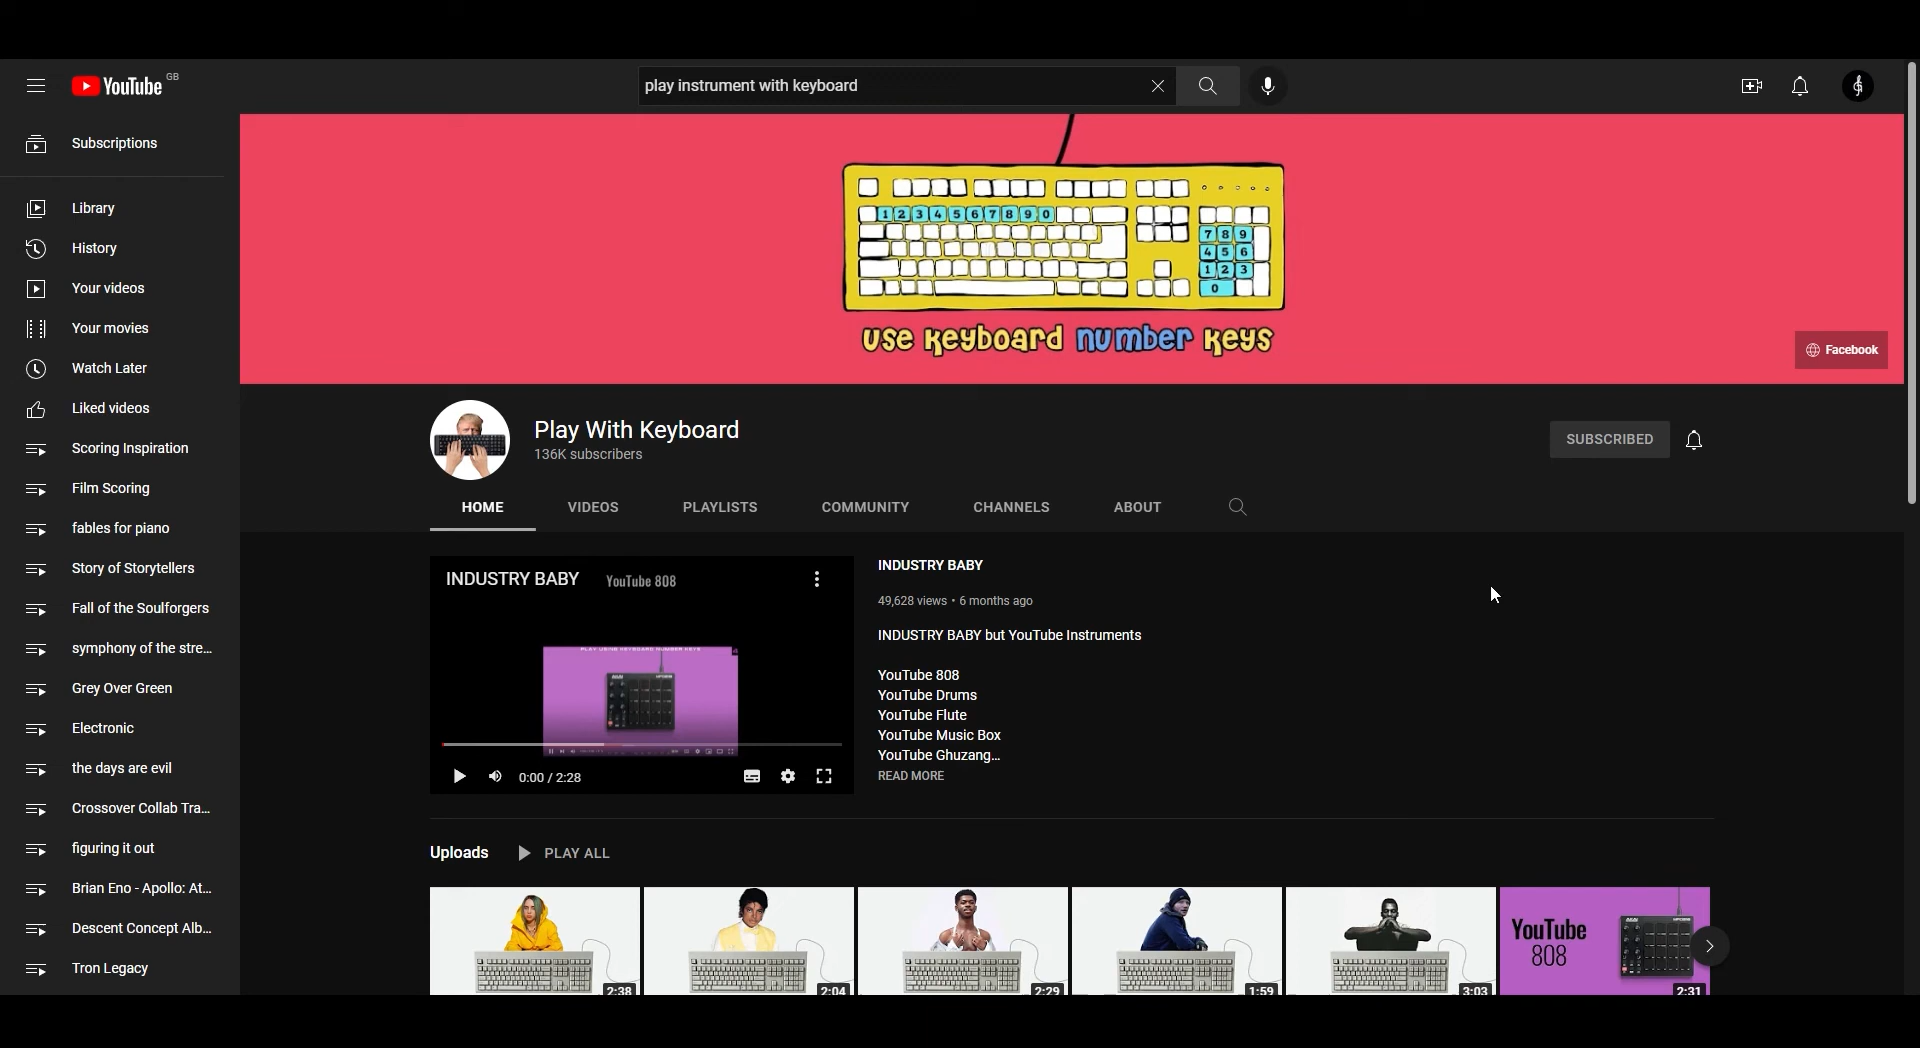 YouTube GB
play instrument with keyboard
Subscriptions
Library
History
Your videos
Your movies
Watch Later
Liked videos
Scoring Inspiration
Film Scoring
fables for piano
Story of Storytellers
Fall of the Soulforgers
symphony of the stre...
Grey Over Green
Electronic
the days are evil
Crossover Collab Tra...
figuring it out
Brian Eno - Apollo: At...
Descent Concept Alb...
Tron Legacy
1 2 3 4 5 6 7 8 9 0
7 8 9
4 5 6
1 2 3
0
use keyboard number keys
Facebook
Play With Keyboard
136K subscribers
SUBSCRIBED
HOME VIDEOS PLAYLISTS COMMUNITY CHANNELS ABOUT
INDUSTRY BABY YouTube 808
PLAY USING KEYBOARD NUMBER KEYS
0:00 / 2:28
INDUSTRY BABY
49,628 views • 6 months ago
INDUSTRY BABY but YouTube Instruments
YouTube 808
YouTube Drums
YouTube Flute
YouTube Music Box
YouTube Ghuzang...
READ MORE
Uploads PLAY ALL
2:38
2:04
2:29
1:59
3:03
YouTube
808
AKAI
2:31